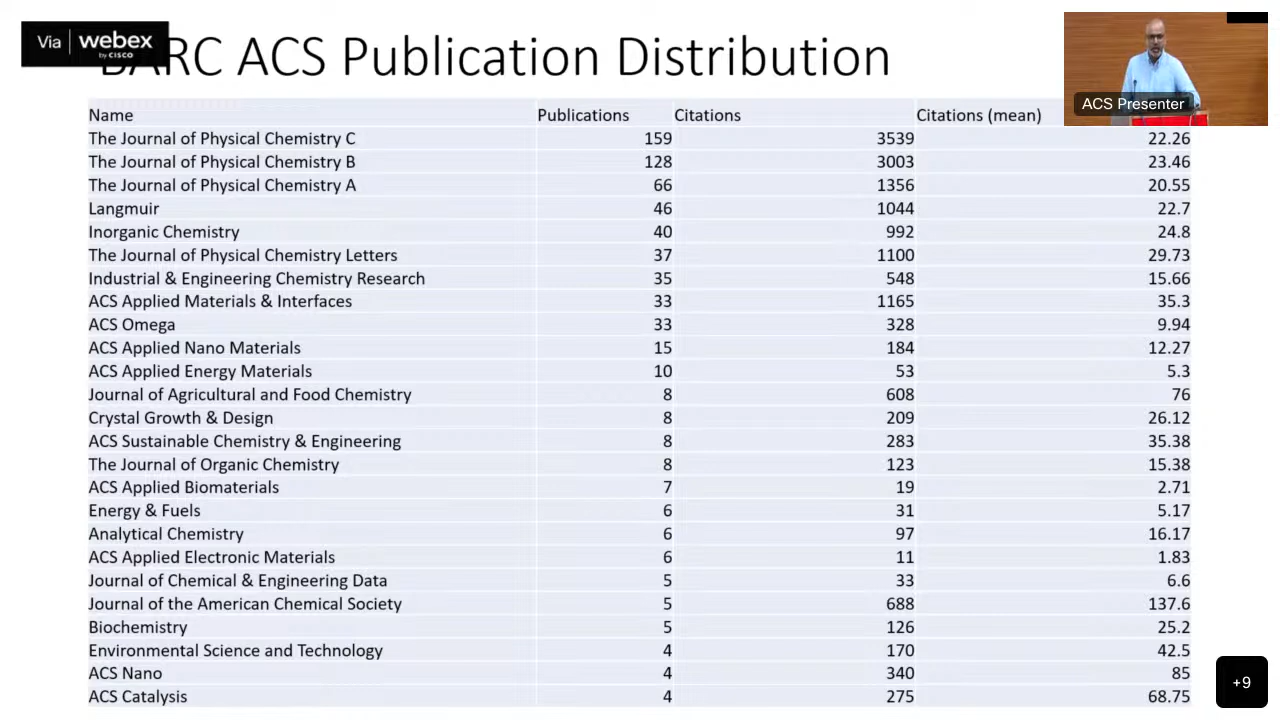 Via webex
by CISCO
BARC ACS Publication Distribution
ACS Presenter
Name Publications Citations Citations (mean)
The Journal of Physical Chemistry C 159 3539 22.26
The Journal of Physical Chemistry B 128 3003 23.46
The Journal of Physical Chemistry A 66 1356 20.55
Langmuir 46 1044 22.7
Inorganic Chemistry 40 992 24.8
The Journal of Physical Chemistry Letters 37 1100 29.73
Industrial & Engineering Chemistry Research 35 548 15.66
ACS Applied Materials & Interfaces 33 1165 35.3
ACS Omega 33 328 9.94
ACS Applied Nano Materials 15 184 12.27
ACS Applied Energy Materials 10 53 5.3
Journal of Agricultural and Food Chemistry 8 608 76
Crystal Growth & Design 8 209 26.12
ACS Sustainable Chemistry & Engineering 8 283 35.38
The Journal of Organic Chemistry 8 123 15.38
ACS Applied Biomaterials 7 19 2.71
Energy & Fuels 6 31 5.17
Analytical Chemistry 6 97 16.17
ACS Applied Electronic Materials 6 11 1.83
Journal of Chemical & Engineering Data 5 33 6.6
Journal of the American Chemical Society 5 688 137.6
Biochemistry 5 126 25.2
Environmental Science and Technology 4 170 42.5
ACS Nano 4 340 85
ACS Catalysis 4 275 68.75
+9